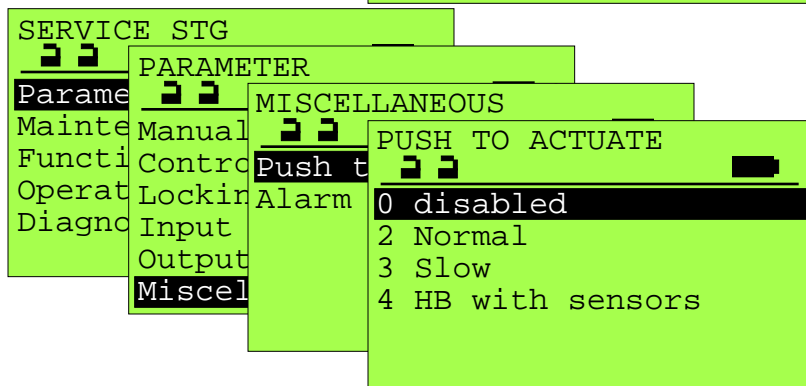 SERVICE STG
Parame
Mainte
Functi
Operat
Diagno
PARAMETER
Manual
Contro
Lockin
Input
Output
Miscel
MISCELLANEOUS
Push t
Alarm
PUSH TO ACTUATE
0 disabled
2 Normal
3 Slow
4 HB with sensors